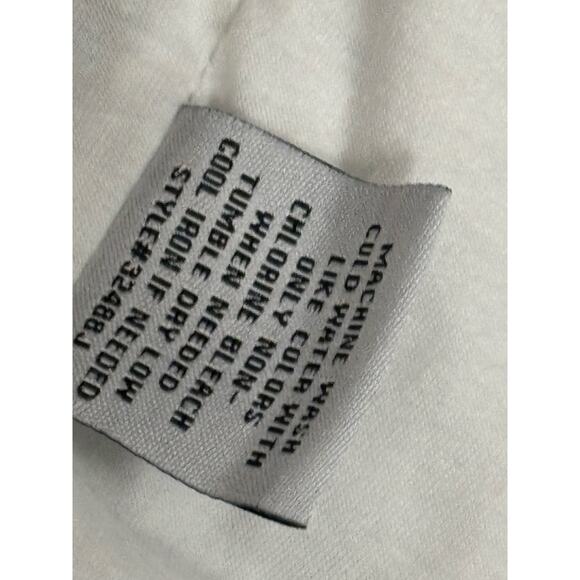 MACHINE WASH
COLD WATER WITH
LIKE COLORS
ONLY NON-
CHLORINE BLEACH
WHEN NEEDED
TUMBLE DRY LOW
COOL IRON IF NEEDED
STYLE#32488J